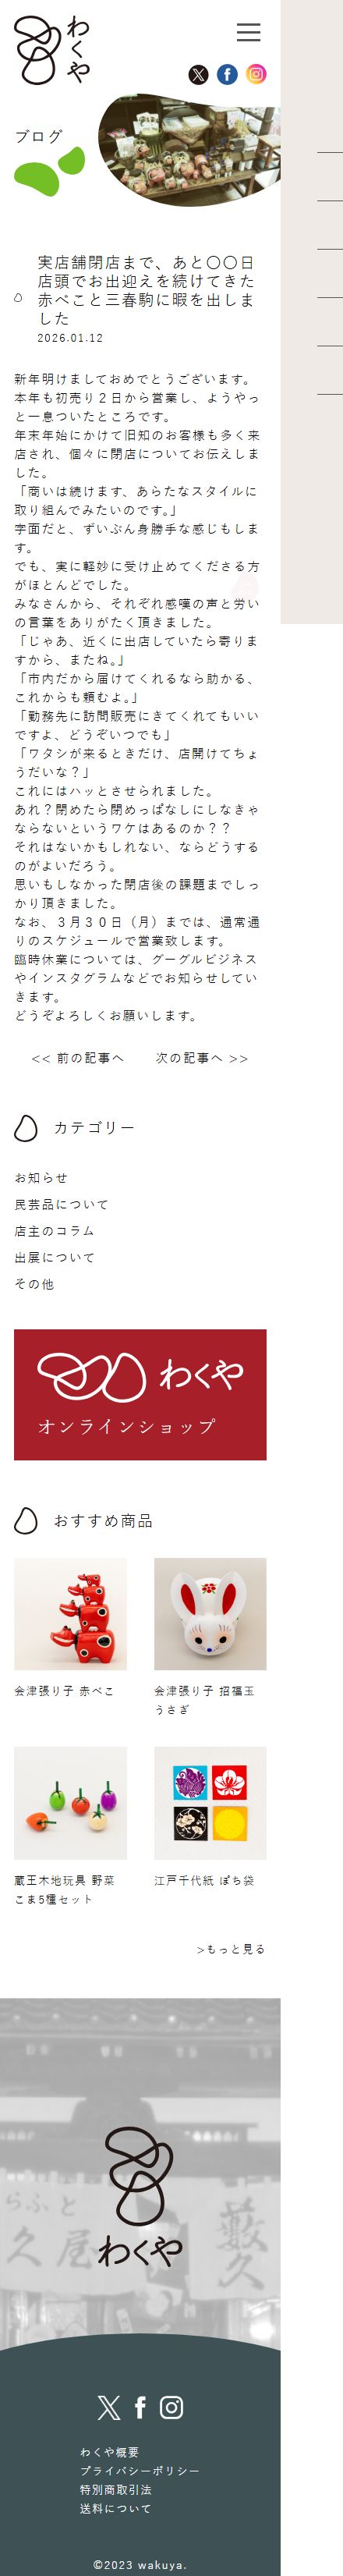 わくや
ブログ
実店舗閉店まで、あと〇〇日
店頭でお出迎えを続けてきた
赤べこと三春駒に暇を出しま
した
2026.01.12
新年明けましておめでとうございます。
本年も初売り２日から営業し、ようやっ
と一息ついたところです。
年末年始にかけて旧知のお客様も多く来
店され、個々に閉店についてお伝えしま
した。
「商いは続けます、あらたなスタイルに
取り組んでみたいのです。」
字面だと、ずいぶん身勝手な感じもしま
す。
でも、実に軽妙に受け止めてくださる方
がほとんどでした。
みなさんから、それぞれ感嘆の声と労い
の言葉をありがたく頂きました。
「じゃあ、近くに出店していたら寄りま
すから、またね。」
「市内だから届けてくれるなら助かる、
これからも頼むよ。」
「勤務先に訪問販売にきてくれてもいい
ですよ、どうぞいつでも」
「ワタシが来るときだけ、店開けてちょ
うだいな？」
これにはハッとさせられました。
あれ？閉めたら閉めっぱなしにしなきゃ
ならないというワケはあるのか？？
それはないかもしれない、ならどうする
のがよいだろう。
思いもしなかった閉店後の課題までしっ
かり頂きました。
なお、３月３０日（月）までは、通常通
りのスケジュールで営業致します。
臨時休業については、グーグルビジネス
やインスタグラムなどでお知らせしてい
きます。
どうぞよろしくお願いします。
<< 前の記事へ 次の記事へ >>
カテゴリー
お知らせ
民芸品について
店主のコラム
出展について
その他
わくや
オンラインショップ
おすすめ商品
会津張り子 赤べこ
会津張り子 招福玉
うさぎ
蔵王木地玩具 野菜
こま5種セット
江戸千代紙 ぽち袋
>もっと見る
らふと
久屋
藪久
わくや
わくや概要
プライバシーポリシー
特別商取引法
送料について
©2023 wakuya.